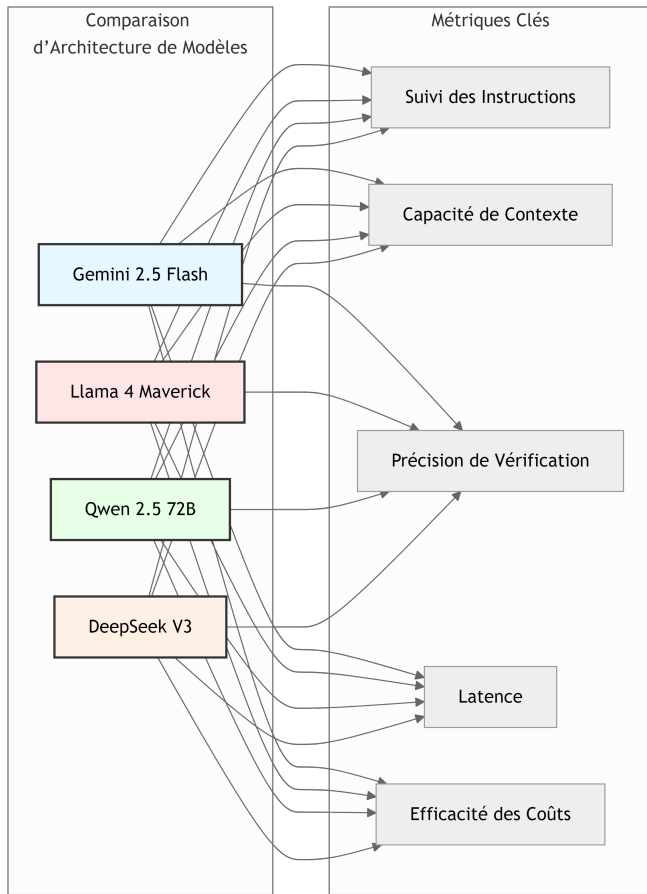 Comparaison
d’Architecture de Modèles
Gemini 2.5 Flash
Llama 4 Maverick
Qwen 2.5 72B
DeepSeek V3
Métriques Clés
Suivi des Instructions
Capacité de Contexte
Précision de Vérification
Latence
Efficacité des Coûts